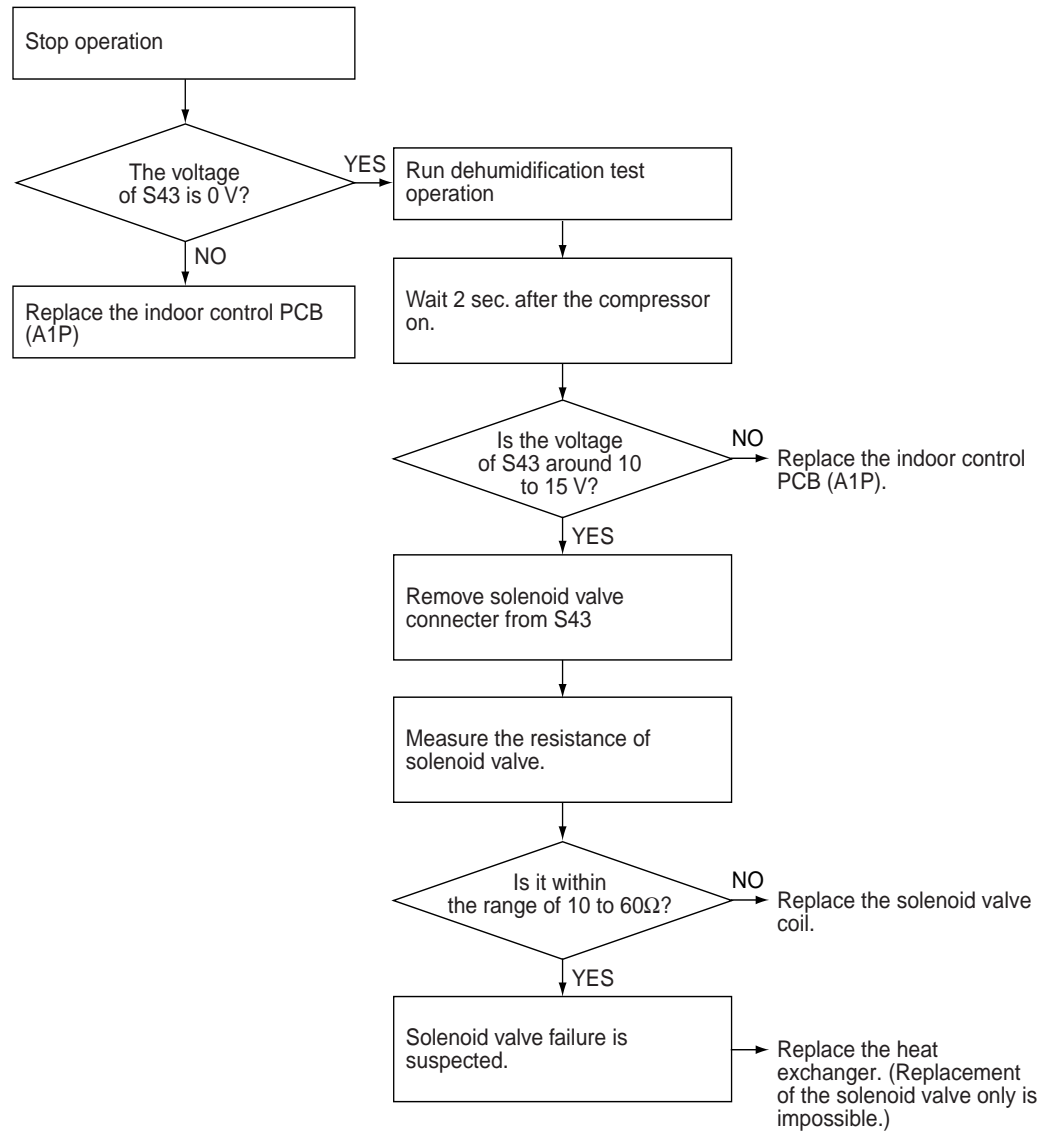 Stop operation
The voltage
of S43 is 0 V?
YES
Run dehumidification test
operation
NO
Replace the indoor control PCB
(A1P)
Wait 2 sec. after the compressor
on.
Is the voltage
of S43 around 10
to 15 V?
NO
Replace the indoor control
PCB (A1P).
YES
Remove solenoid valve
connecter from S43
Measure the resistance of
solenoid valve.
Is it within
the range of 10 to 60Ω?
NO
Replace the solenoid valve
coil.
YES
Solenoid valve failure is
suspected.
Replace the heat
exchanger. (Replacement
of the solenoid valve only is
impossible.)